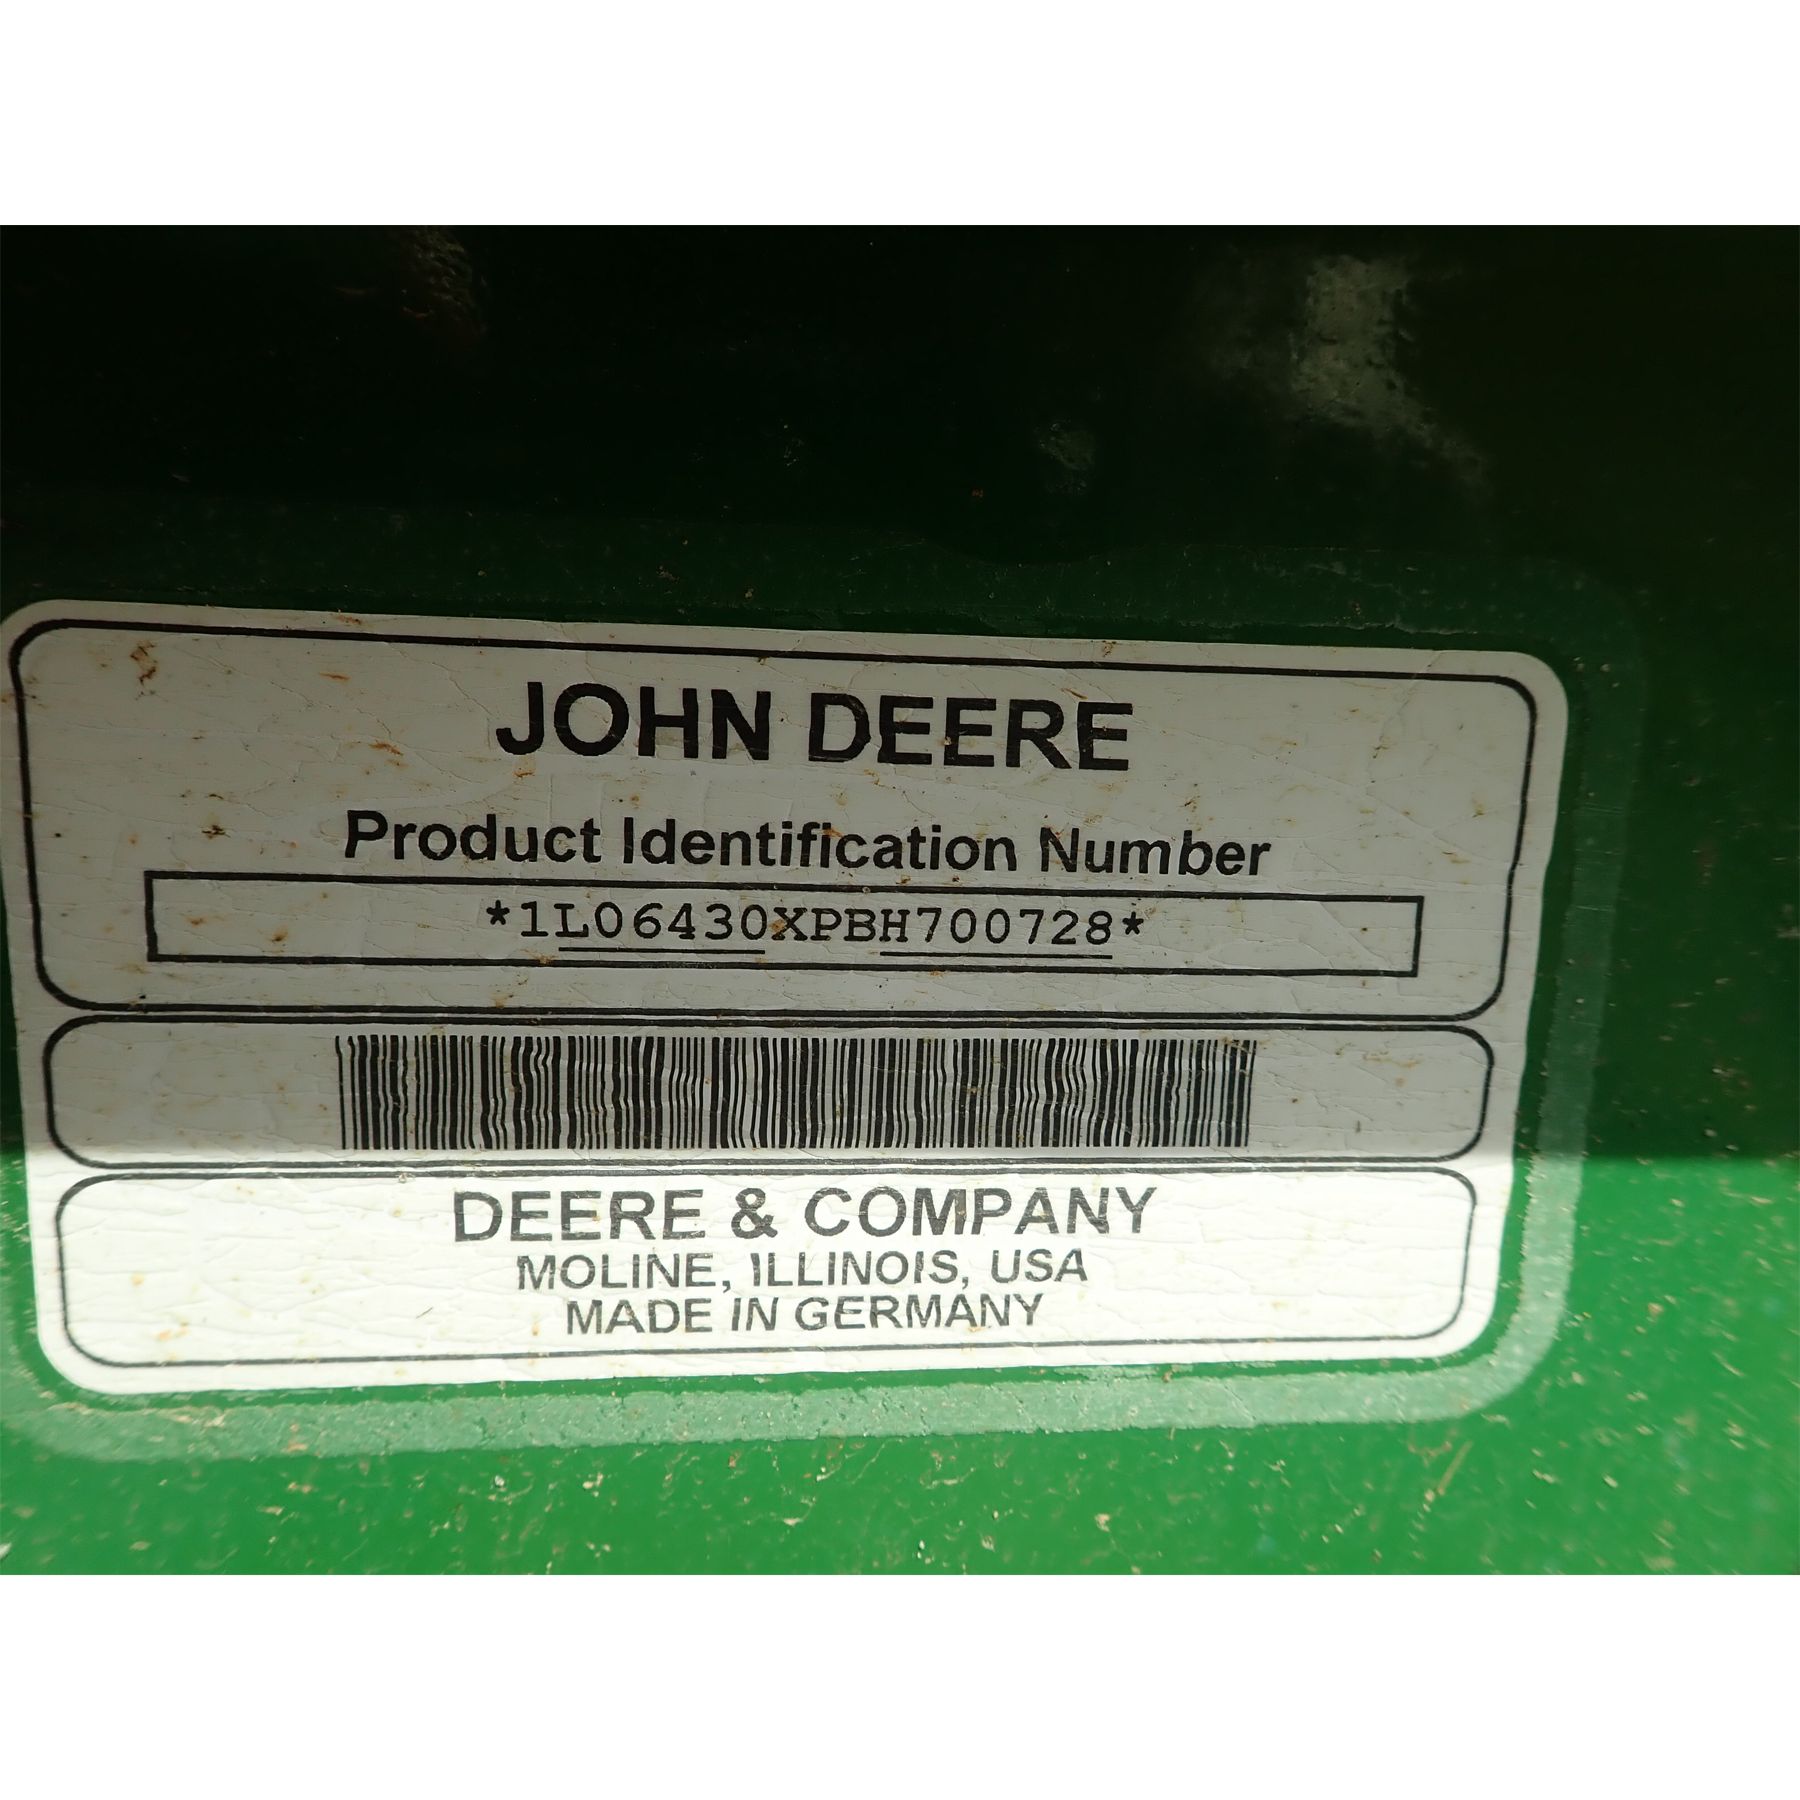 JOHN DEERE
Product Identification Number
*1L06430XPBH700728*
DEERE & COMPANY
MOLINE, ILLINOIS, USA
MADE IN GERMANY